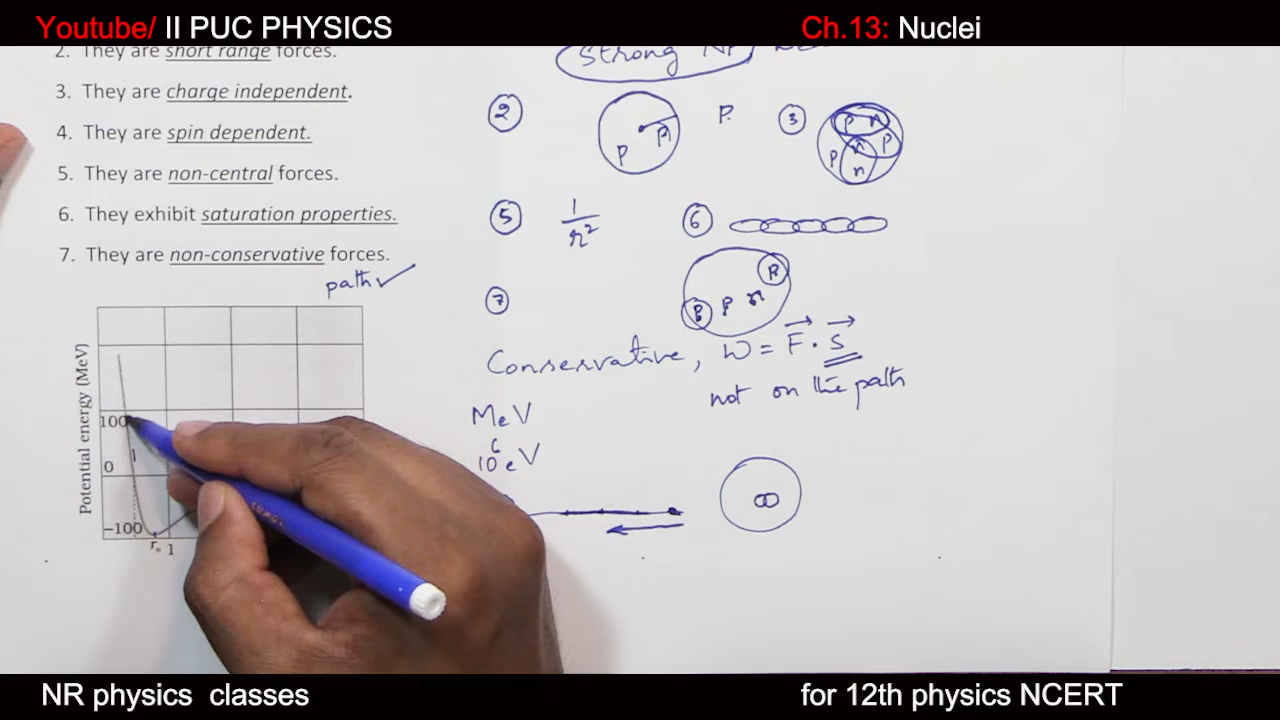 Youtube/ II PUC PHYSICS
Ch.13: Nuclei
2. They are short range forces.
3. They are charge independent.
4. They are spin dependent.
5. They are non-central forces.
6. They exhibit saturation properties.
7. They are non-conservative forces.
path✓
Potential energy (MeV)
100
1
0
-100
r₀ 1
Strong
2
P P
P.
3
P n
n P
P
n
5
1/r²
6
7
P P n P
Conservative, W = F⃗ · S⃗
not on the path
MeV
10⁶eV
NR physics classes
for 12th physics NCERT